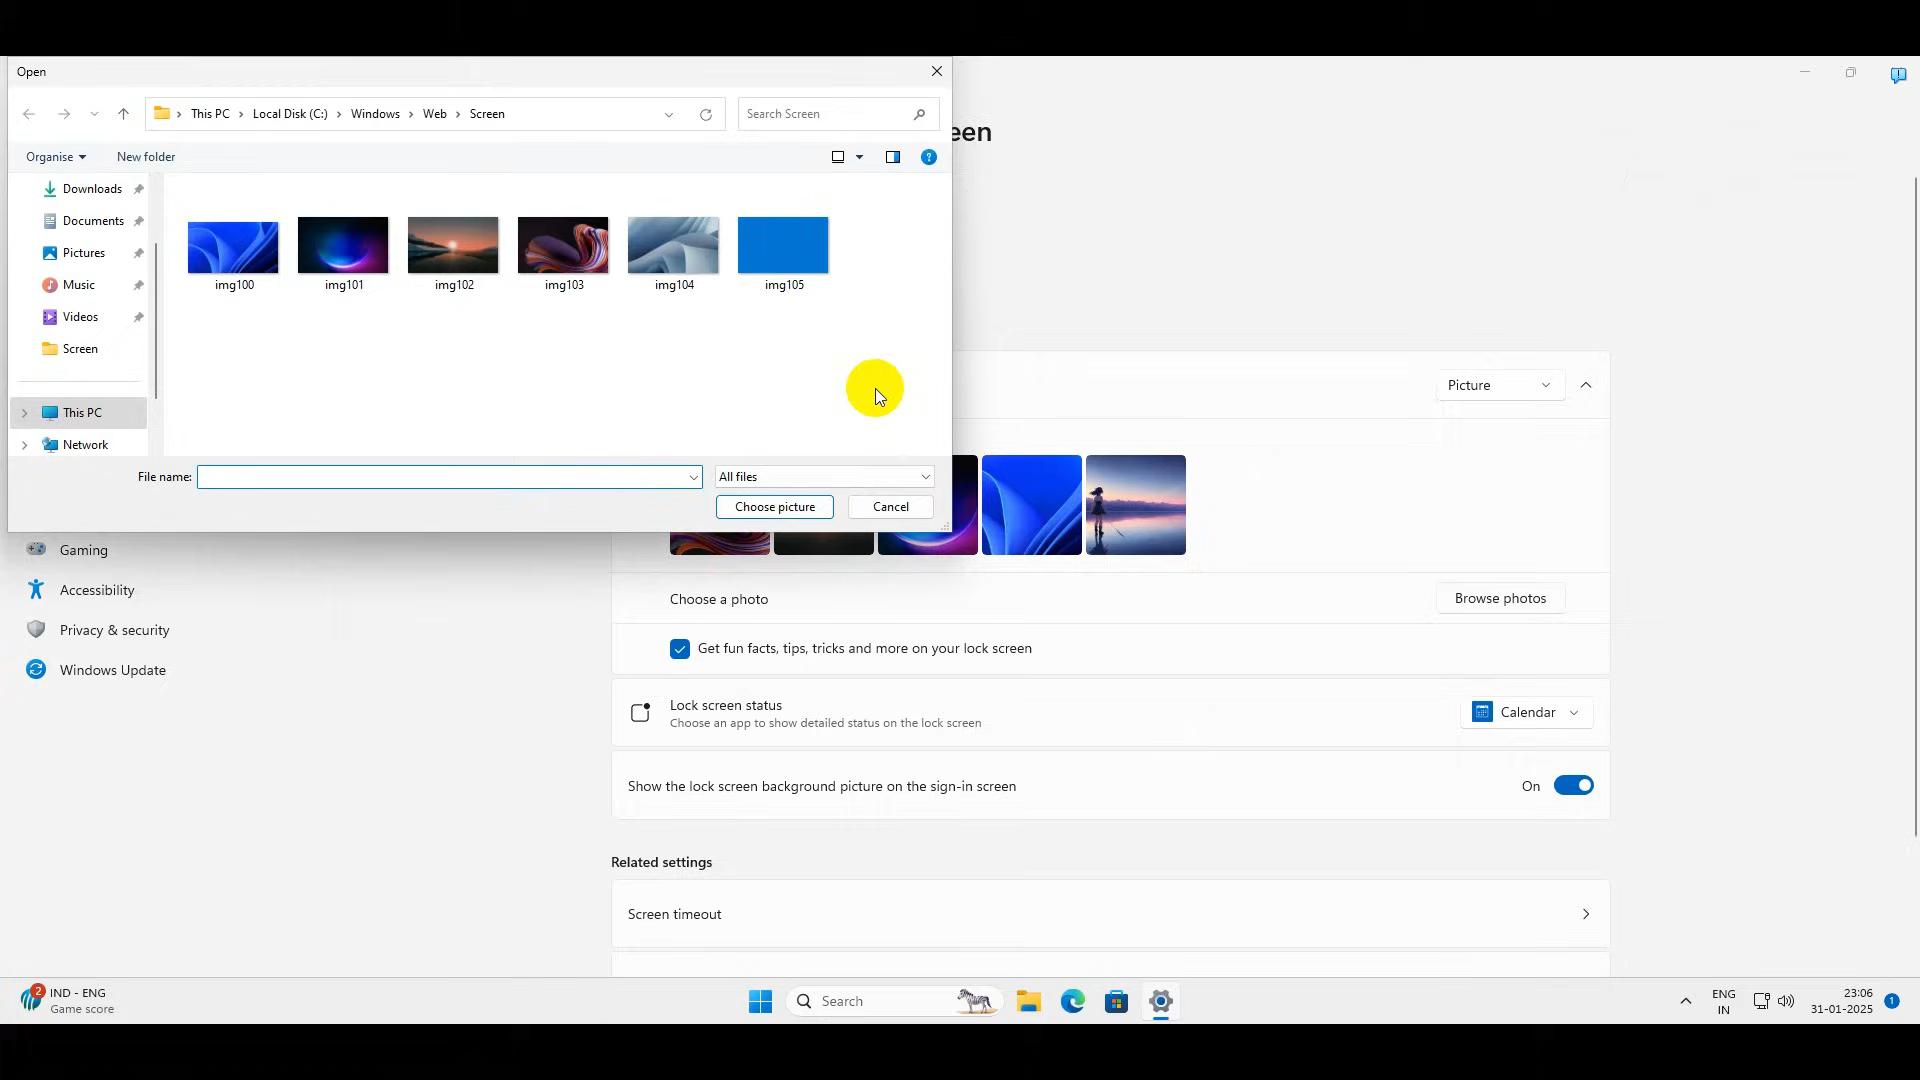 Open
This PC > Local Disk (C:) > Windows > Web > Screen
Search Screen
Organise
New folder
Downloads
Documents
Pictures
Music
Videos
Screen
This PC
Network
img100
img101
img102
img103
img104
img105
File name:
All files
Choose picture
Cancel
een
Picture
Choose a photo
Browse photos
Get fun facts, tips, tricks and more on your lock screen
Lock screen status
Choose an app to show detailed status on the lock screen
Calendar
Show the lock screen background picture on the sign-in screen
On
Related settings
Screen timeout
Gaming
Accessibility
Privacy & security
Windows Update
2
IND - ENG
Game score
Search
ENG
IN
23:06
31-01-2025
1